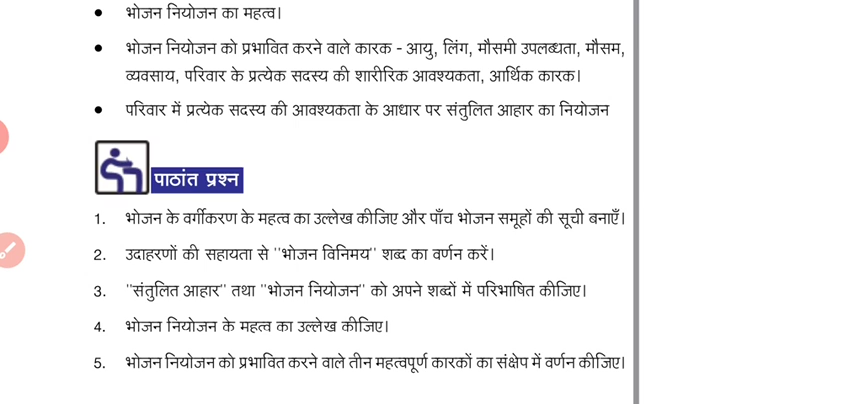 • भोजन नियोजन का महत्व।
• भोजन नियोजन को प्रभावित करने वाले कारक - आयु, लिंग, मौसमी उपलब्धता, मौसम,
व्यवसाय, परिवार के प्रत्येक सदस्य की शारीरिक आवश्यकता, आर्थिक कारक।
• परिवार में प्रत्येक सदस्य की आवश्यकता के आधार पर संतुलित आहार का नियोजन
पाठांत प्रश्न
1. भोजन के वर्गीकरण के महत्व का उल्लेख कीजिए और पाँच भोजन समूहों की सूची बनाएँ।
2. उदाहरणों की सहायता से ''भोजन विनिमय'' शब्द का वर्णन करें।
3. ''संतुलित आहार'' तथा ''भोजन नियोजन'' को अपने शब्दों में परिभाषित कीजिए।
4. भोजन नियोजन के महत्व का उल्लेख कीजिए।
5. भोजन नियोजन को प्रभावित करने वाले तीन महत्वपूर्ण कारकों का संक्षेप में वर्णन कीजिए।